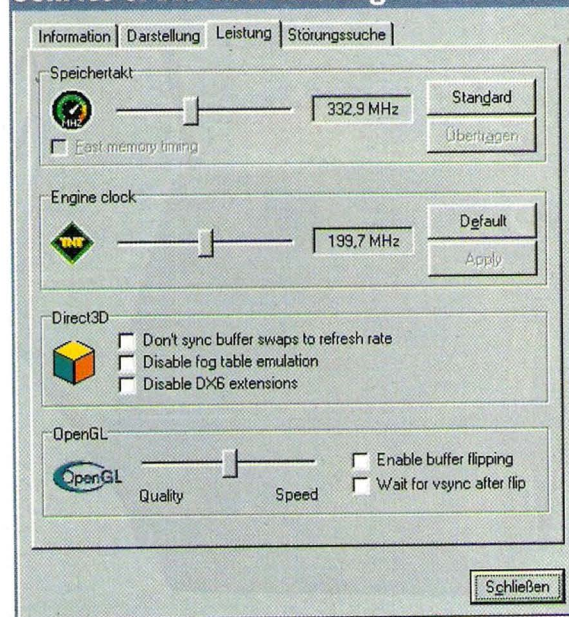 Information Darstellung Leistung Störungssuche
Speichertakt
MHZ
332,9 MHz
Standard
Übertragen
Fast memory timing
Engine clock
TNT
199,7 MHz
Default
Apply
Direct3D
Don't sync buffer swaps to refresh rate
Disable fog table emulation
Disable DX6 extensions
OpenGL
OpenGL
Quality Speed
Enable buffer flipping
Wait for vsync after flip
Schließen